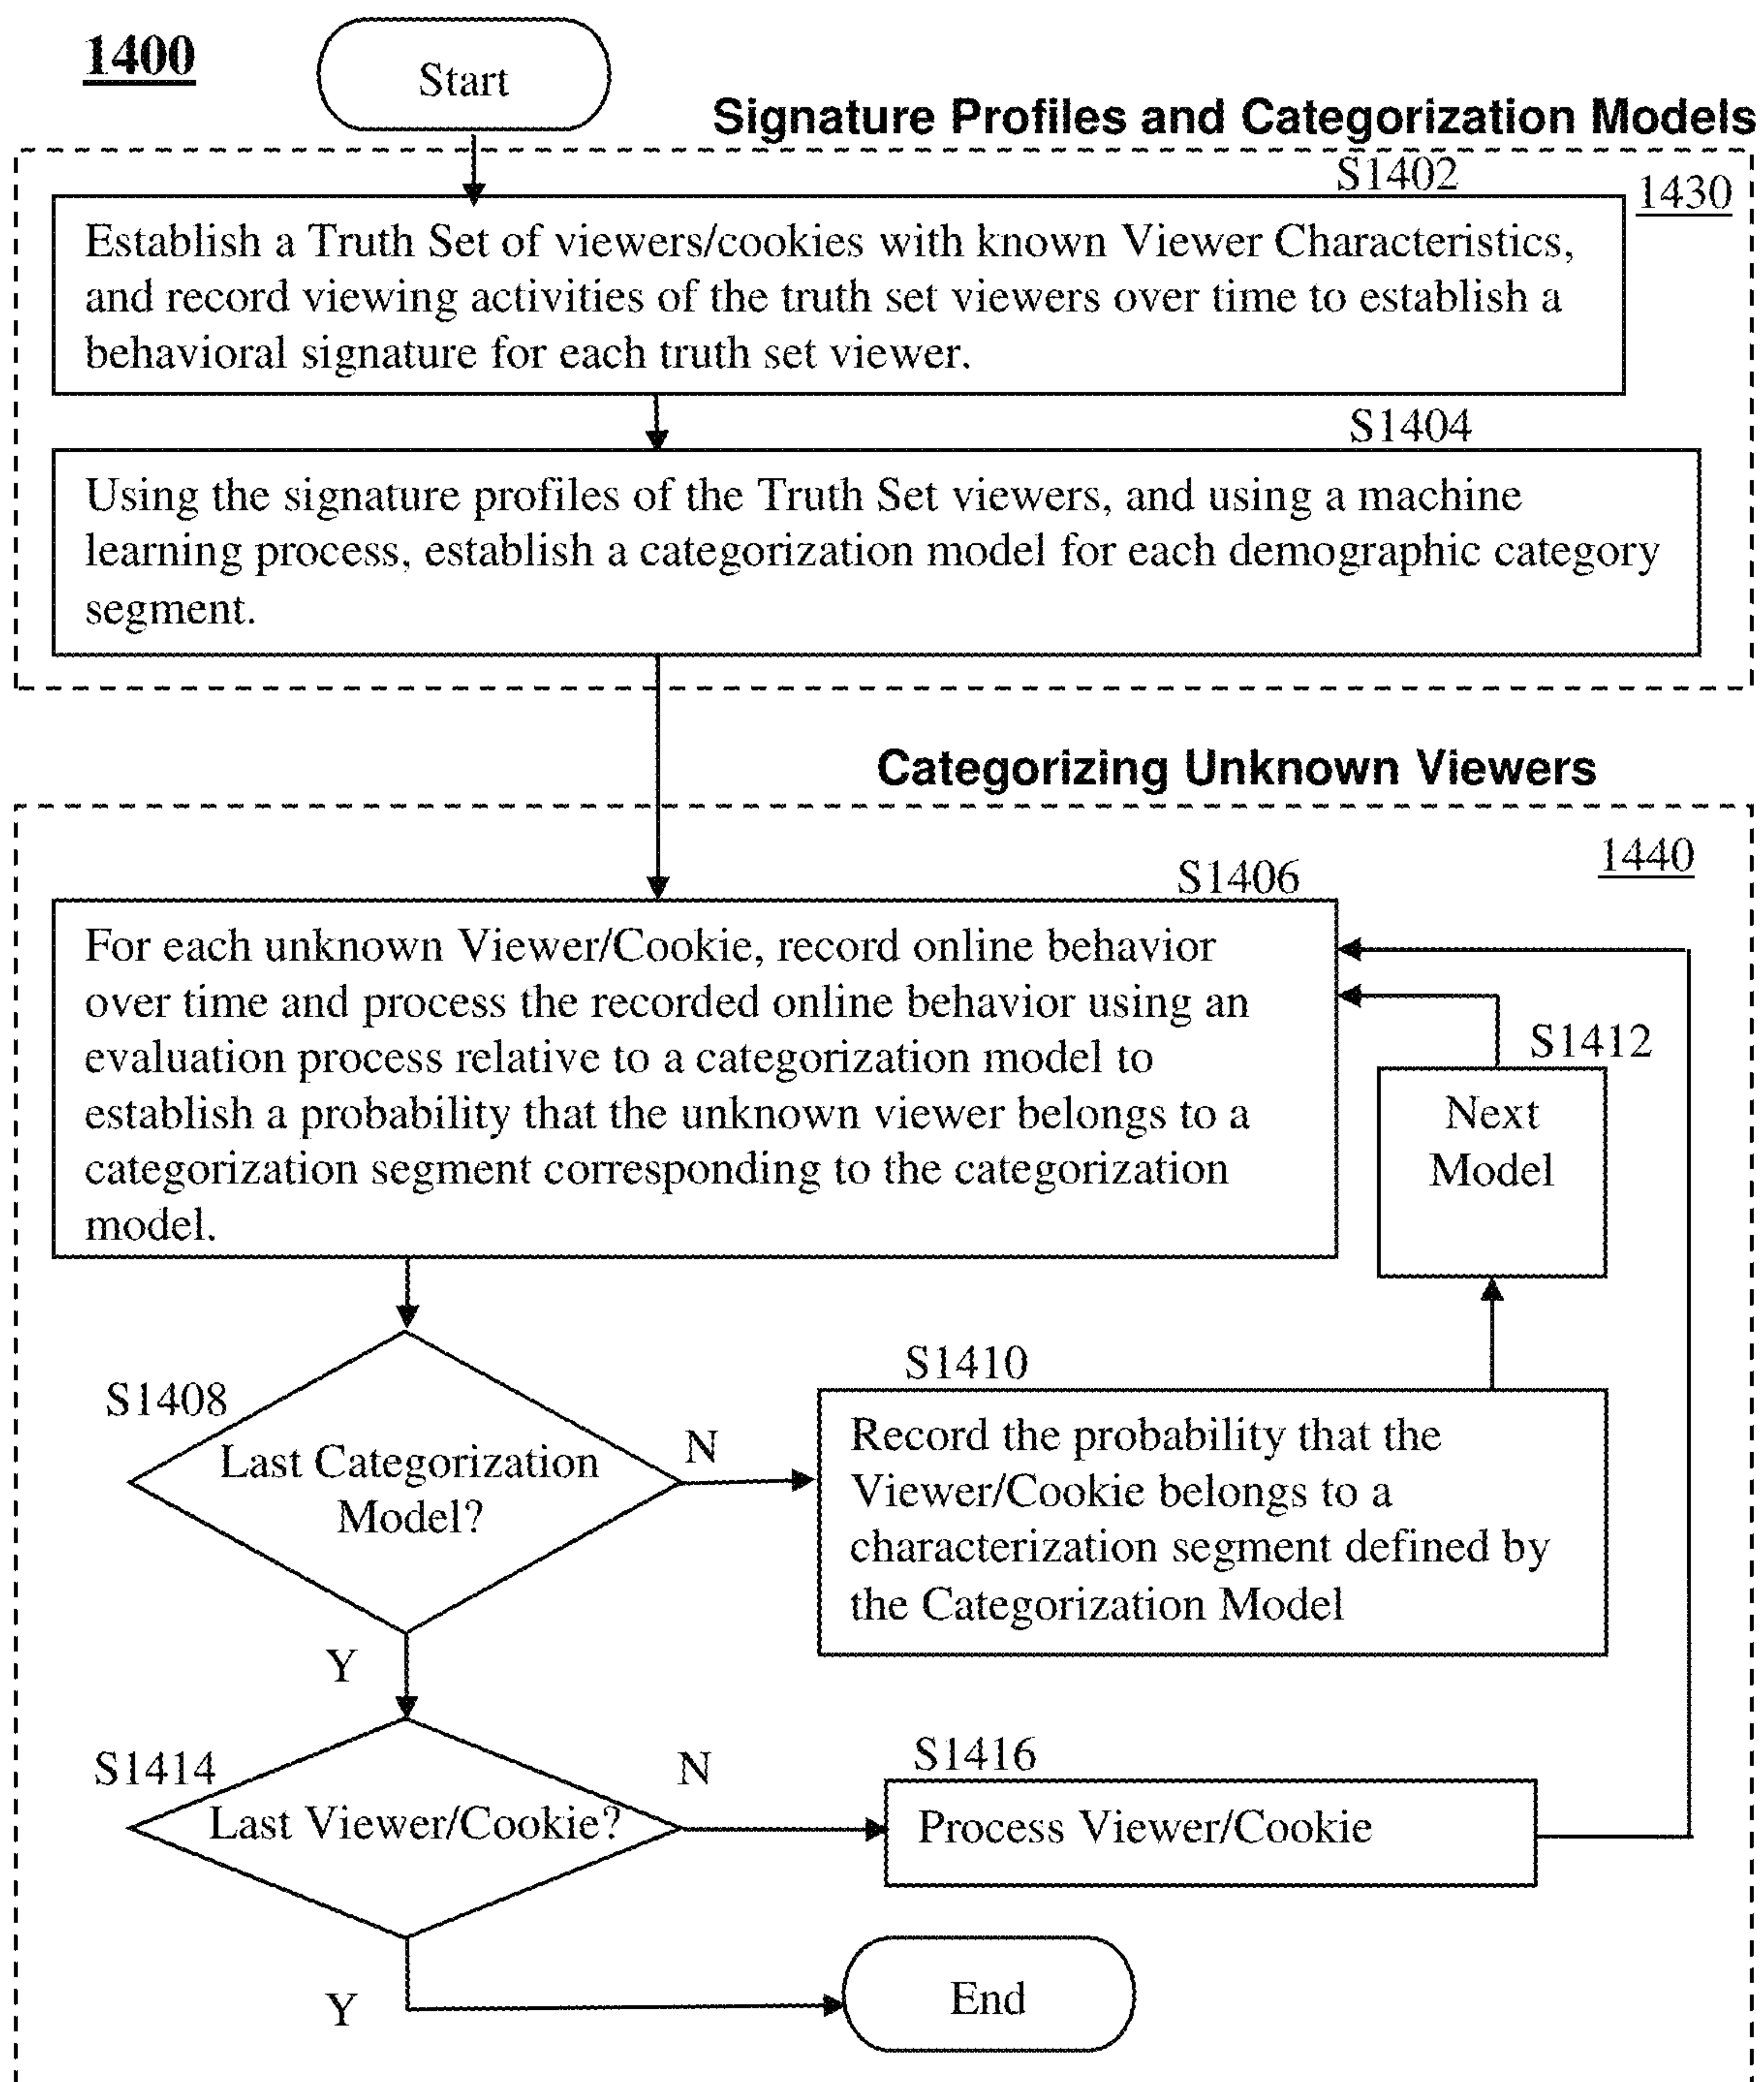 1400
Start
Signature Profiles and Categorization Models
S1402
1430
Establish a Truth Set of viewers/cookies with known Viewer Characteristics,
and record viewing activities of the truth set viewers over time to establish a
behavioral signature for each truth set viewer.
S1404
Using the signature profiles of the Truth Set viewers, and using a machine
learning process, establish a categorization model for each demographic category
segment.
Categorizing Unknown Viewers
1440
S1406
For each unknown Viewer/Cookie, record online behavior
over time and process the recorded online behavior using an
evaluation process relative to a categorization model to
establish a probability that the unknown viewer belongs to a
categorization segment corresponding to the categorization
model.
S1412
Next
Model
S1408
Last Categorization
Model?
N
S1410
Record the probability that the
Viewer/Cookie belongs to a
characterization segment defined by
the Categorization Model
Y
S1414
Last Viewer/Cookie?
N
S1416
Process Viewer/Cookie
Y
End